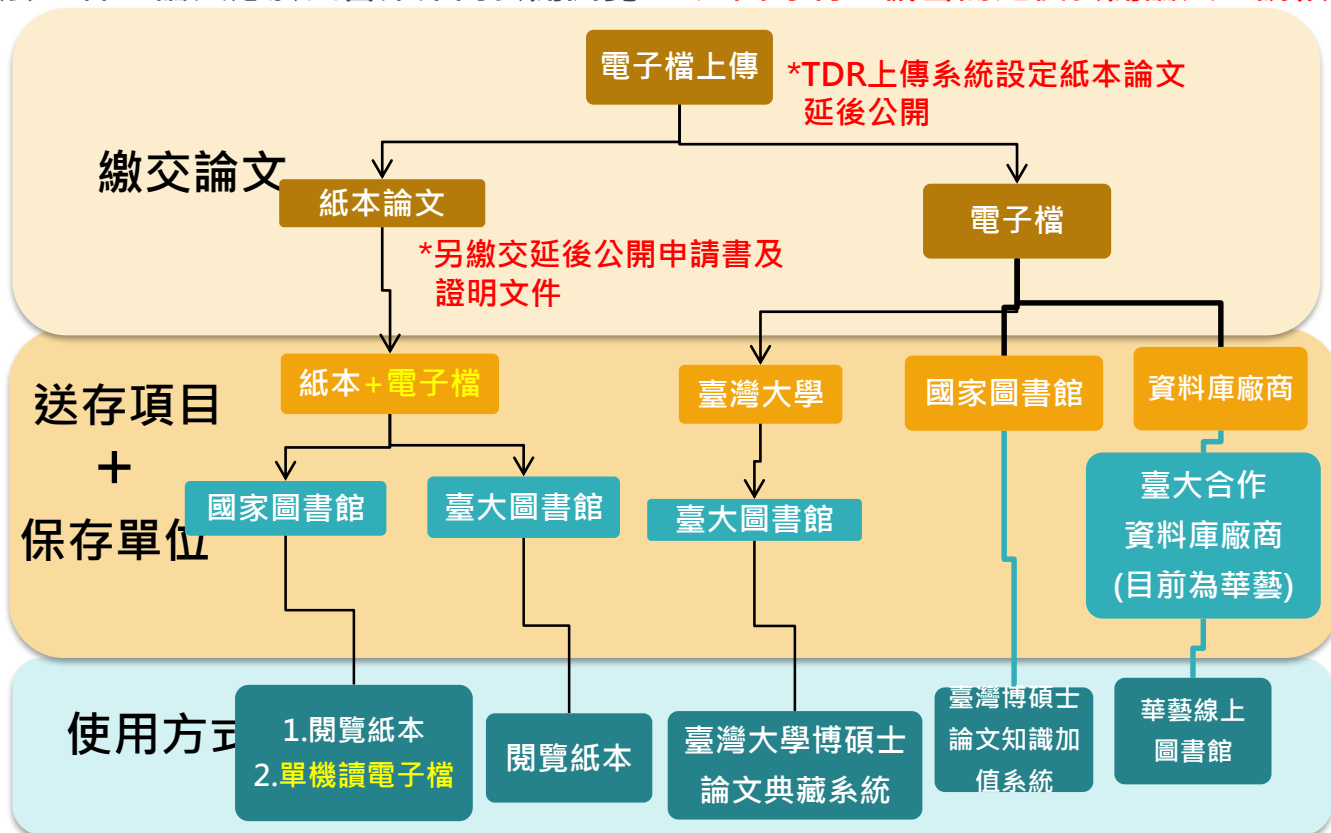 電子檔上傳
*TDR上傳系統設定紙本論文
延後公開
繳交論文
紙本論文
電子檔
*另繳交延後公開申請書及
證明文件
送存項目
+
保存單位
紙本+電子檔
臺灣大學
國家圖書館
資料庫廠商
國家圖書館
臺大圖書館
臺大圖書館
臺大合作
資料庫廠商
(目前為華藝)
使用方式
1.閱覽紙本
2.單機讀電子檔
閱覽紙本
臺灣大學博碩士
論文典藏系統
臺灣博碩士
論文知識加
值系統
華藝線上
圖書館